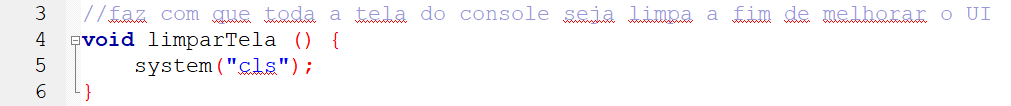 3 //faz com que toda a tela do console seja limpa a fim de melhorar o UI
4 void limparTela () {
5 system("cls");
6 }